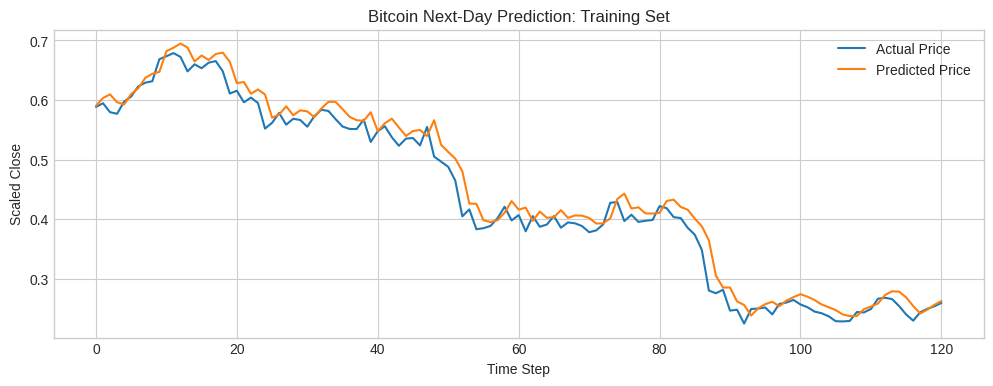 Bitcoin Next-Day Prediction: Training Set
Actual Price
Predicted Price
Scaled Close
0.7
0.6
0.5
0.4
0.3
0
20
40
60
80
100
120
Time Step